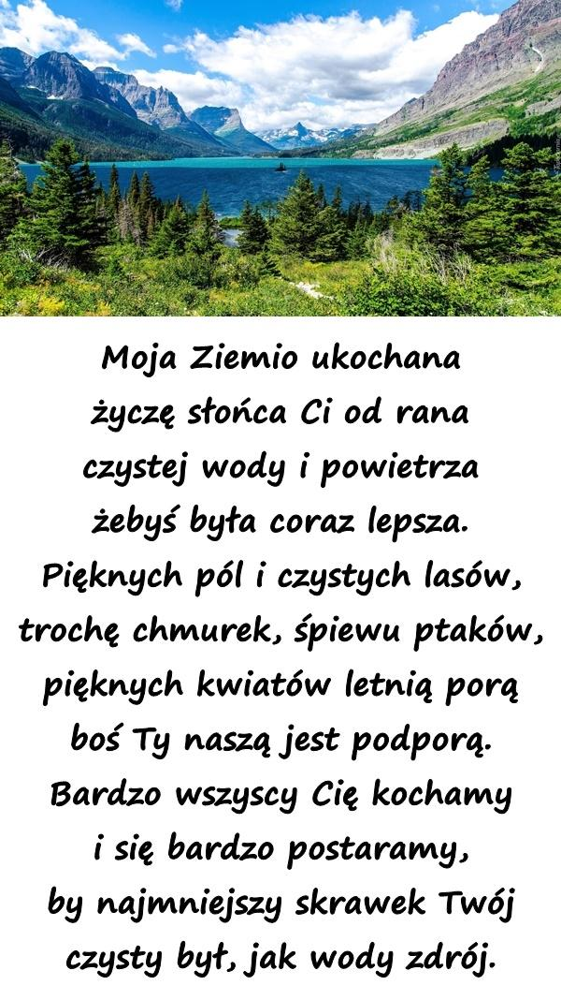 Moja Ziemio ukochana
życzę słońca Ci od rana
czystej wody i powietrza
żebyś była coraz lepsza.
Pięknych pól i czystych lasów,
trochę chmurek, śpiewu ptaków,
pięknych kwiatów letnią porą
boś Ty naszą jest podporą.
Bardzo wszyscy Cię kochamy
i się bardzo postaramy,
by najmniejszy skrawek Twój
czysty był, jak wody zdrój.